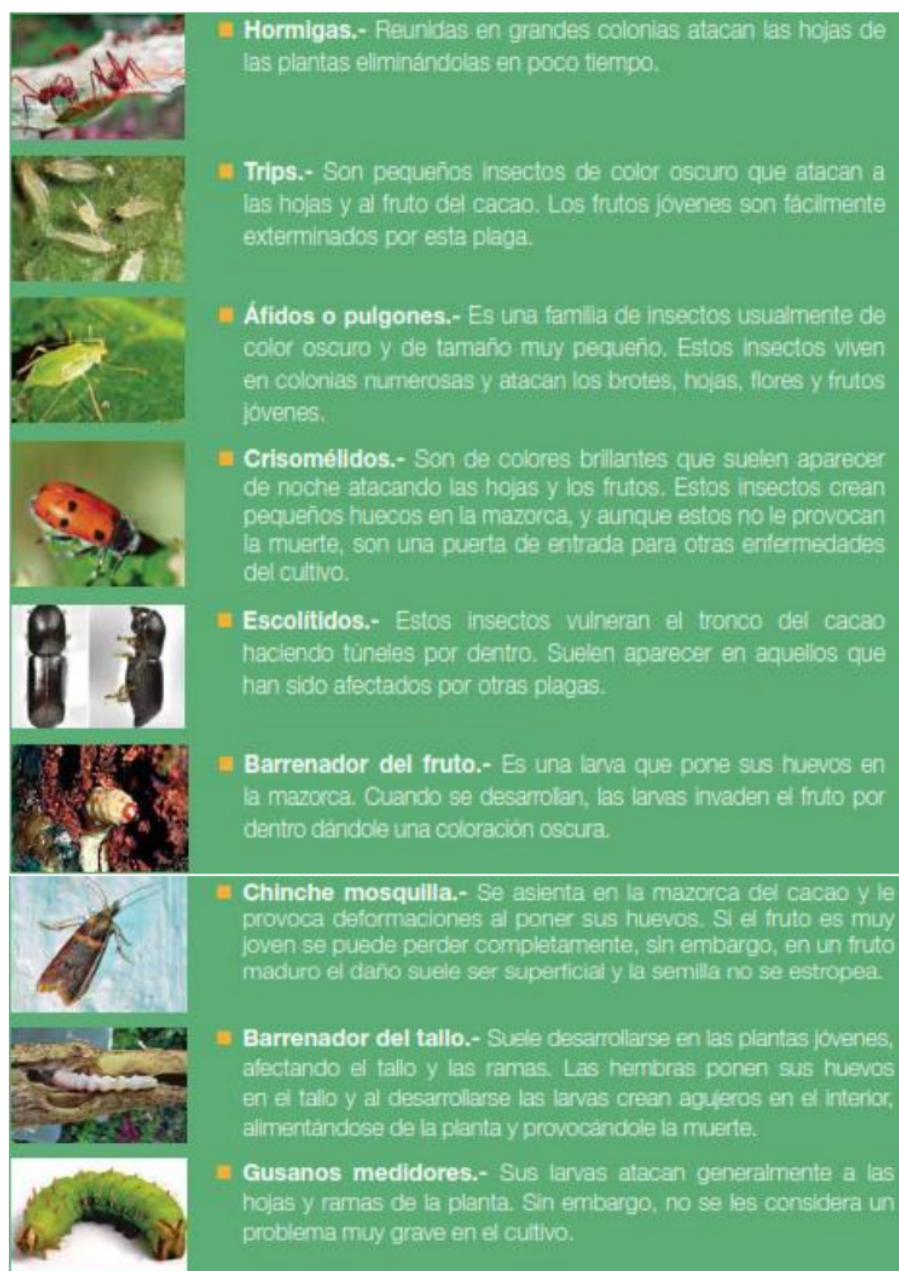 ■ Hormigas.- Reunidas en grandes colonias atacan las hojas de
las plantas eliminándolas en poco tiempo.
■ Trips.- Son pequeños insectos de color oscuro que atacan a
las hojas y al fruto del cacao. Los frutos jóvenes son fácilmente
exterminados por esta plaga.
■ Áfidos o pulgones.- Es una familia de insectos usualmente de
color oscuro y de tamaño muy pequeño. Estos insectos viven
en colonias numerosas y atacan los brotes, hojas, flores y frutos
jóvenes.
■ Crisomélidos.- Son de colores brillantes que suelen aparecer
de noche atacando las hojas y los frutos. Estos insectos crean
pequeños huecos en la mazorca, y aunque estos no le provocan
la muerte, son una puerta de entrada para otras enfermedades
del cultivo.
■ Escolítidos.- Estos insectos vulneran el tronco del cacao
haciendo túneles por dentro. Suelen aparecer en aquellos que
han sido afectados por otras plagas.
■ Barrenador del fruto.- Es una larva que pone sus huevos en
la mazorca. Cuando se desarrollan, las larvas invaden el fruto por
dentro dándole una coloración oscura.
■ Chinche mosquilla.- Se asienta en la mazorca del cacao y le
provoca deformaciones al poner sus huevos. Si el fruto es muy
joven se puede perder completamente, sin embargo, en un fruto
maduro el daño suele ser superficial y la semilla no se estropea.
■ Barrenador del tallo.- Suele desarrollarse en las plantas jóvenes,
afectando el tallo y las ramas. Las hembras ponen sus huevos
en el tallo y al desarrollarse las larvas crean agujeros en el interior,
alimentándose de la planta y provocándole la muerte.
■ Gusanos medidores.- Sus larvas atacan generalmente a las
hojas y ramas de la planta. Sin embargo, no se les considera un
problema muy grave en el cultivo.